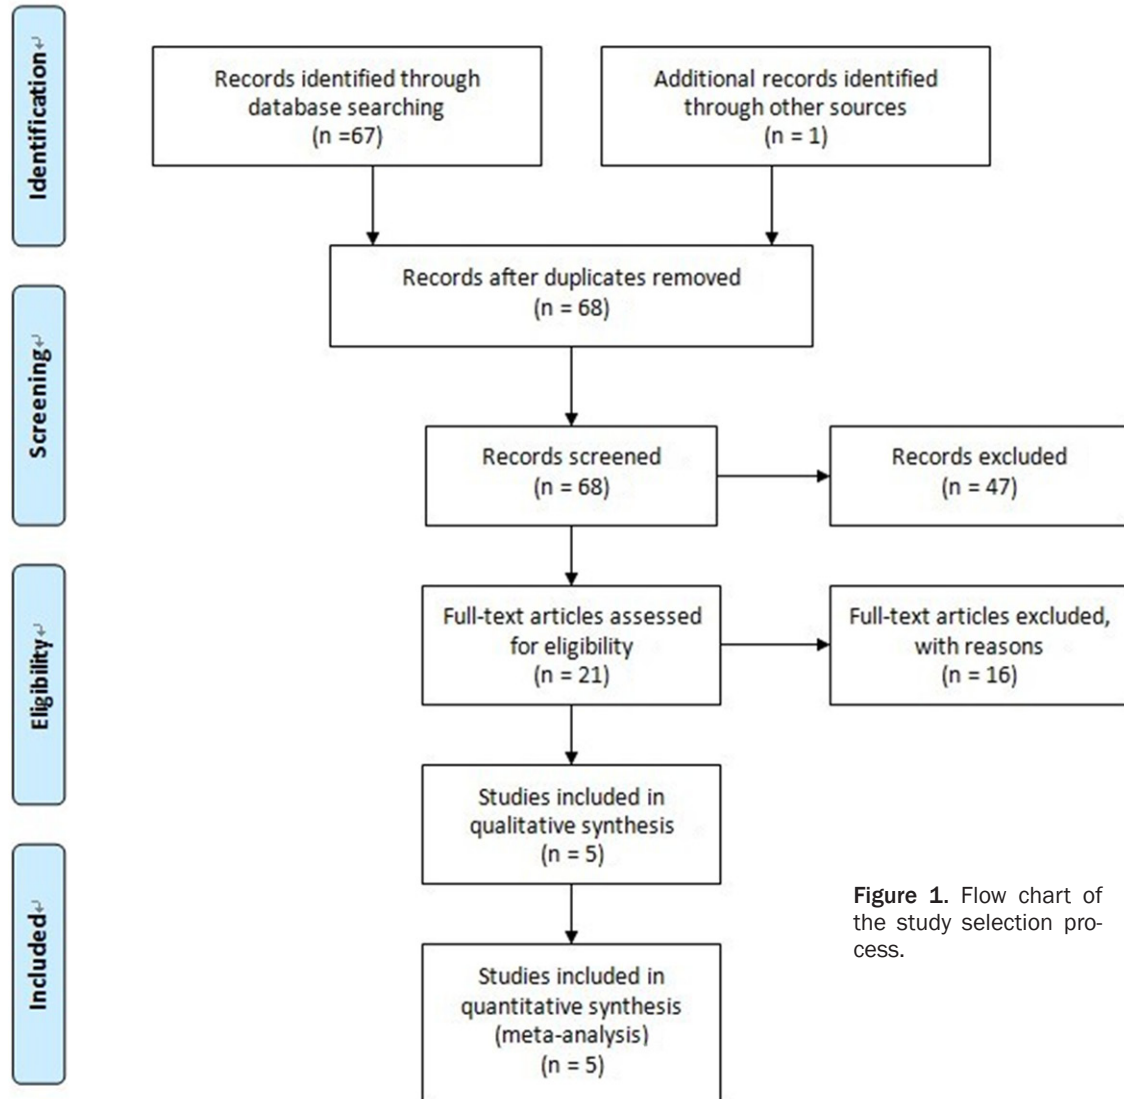 Identification↵
Records identified through
database searching
(n =67)
Additional records identified
through other sources
(n = 1)
Records after duplicates removed
(n = 68)
Screening↵
Records screened
(n = 68)
Records excluded
(n = 47)
Eligibility↵
Full-text articles assessed
for eligibility
(n = 21)
Full-text articles excluded,
with reasons
(n = 16)
Studies included in
qualitative synthesis
(n = 5)
Included↵
Studies included in
quantitative synthesis
(meta-analysis)
(n = 5)
Figure 1. Flow chart of
the study selection pro-
cess.